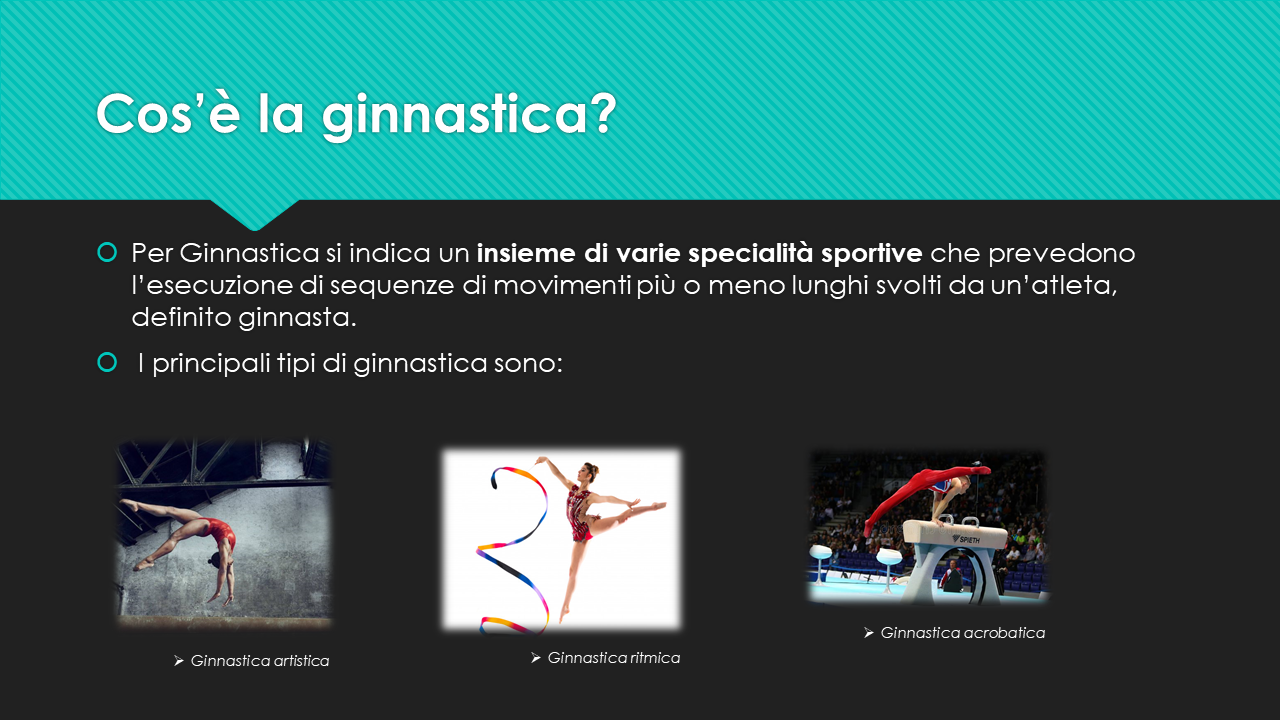 Cos’è la ginnastica?
Per Ginnastica si indica un insieme di varie specialità sportive che prevedono
l’esecuzione di sequenze di movimenti più o meno lunghi svolti da un’atleta,
definito ginnasta.
I principali tipi di ginnastica sono:
SPIETH
Ginnastica acrobatica
Ginnastica artistica
Ginnastica ritmica